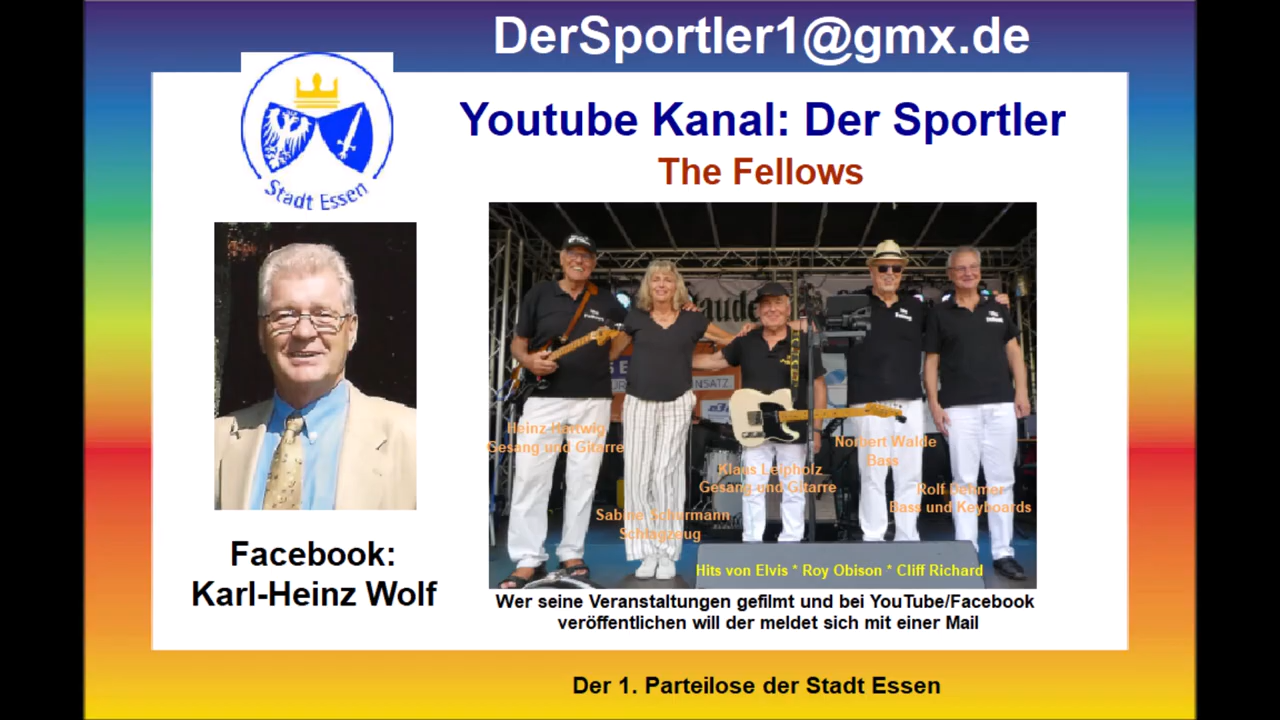 DerSportler1@gmx.de
Youtube Kanal: Der Sportler
The Fellows
Stadt Essen
Heinz Hartwig
Gesang und Gitarre
Norbert Walde
Bass
Klaus Leipholz
Gesang und Gitarre
Rolf
Bass und Keyboards
Sabine
Schlagzeug
Hits von Elvis * Roy Obison * Cliff Richard
Facebook:
Karl-Heinz Wolf
Wer seine Veranstaltungen gefilmt und bei YouTube/Facebook
veröffentlichen will der meldet sich mit einer Mail
Der 1. Parteilose der Stadt Essen